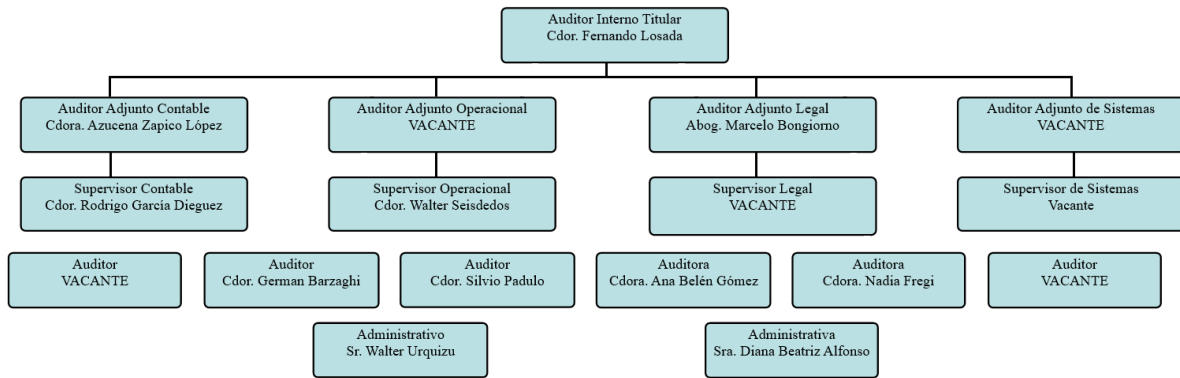 Auditor Interno Titular
Cdor. Fernando Losada
Auditor Adjunto Contable
Cdora. Azucena Zapico López
Auditor Adjunto Operacional
VACANTE
Auditor Adjunto Legal
Abog. Marcelo Bongiorno
Auditor Adjunto de Sistemas
VACANTE
Supervisor Contable
Cdor. Rodrigo García Dieguez
Supervisor Operacional
Cdor. Walter Seisdedos
Supervisor Legal
VACANTE
Supervisor de Sistemas
Vacante
Auditor
VACANTE
Auditor
Cdor. German Barzaghi
Auditor
Cdor. Silvio Padulo
Auditora
Cdora. Ana Belén Gómez
Auditora
Cdora. Nadia Fregi
Auditor
VACANTE
Administrativo
Sr. Walter Urquizu
Administrativa
Sra. Diana Beatriz Alfonso